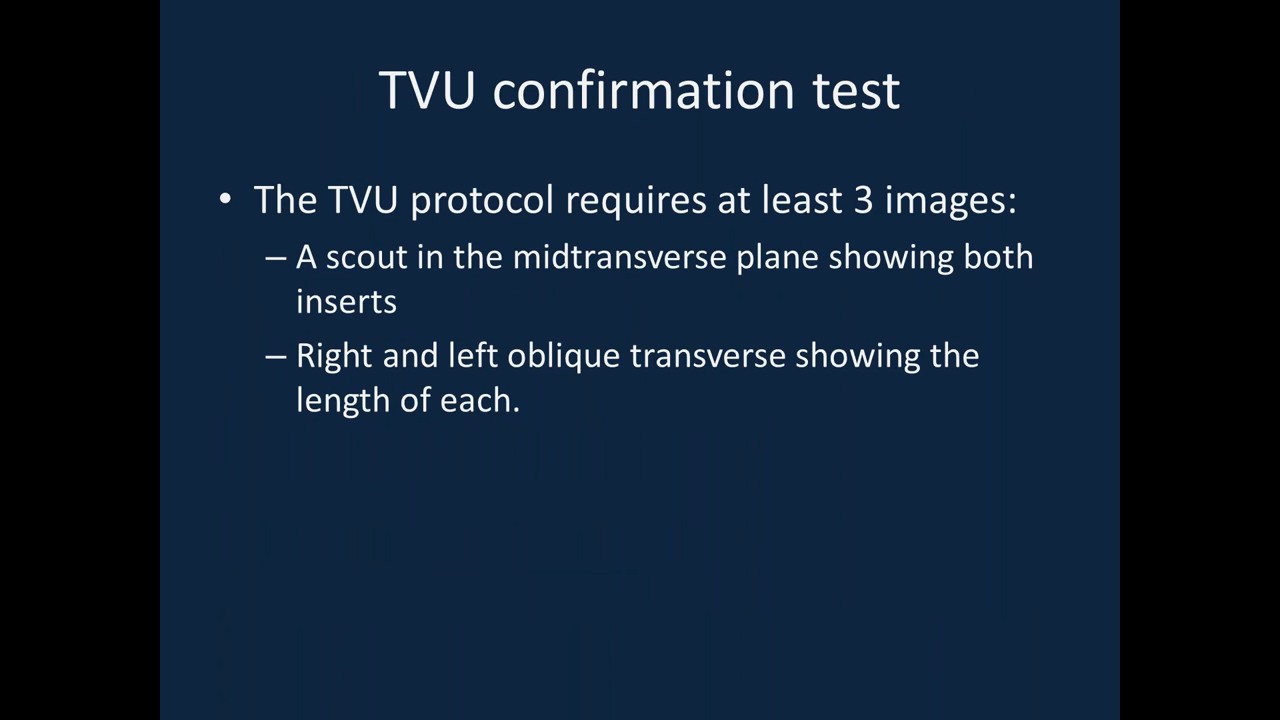 TVU confirmation test
• The TVU protocol requires at least 3 images:
– A scout in the midtransverse plane showing both
inserts
– Right and left oblique transverse showing the
length of each.